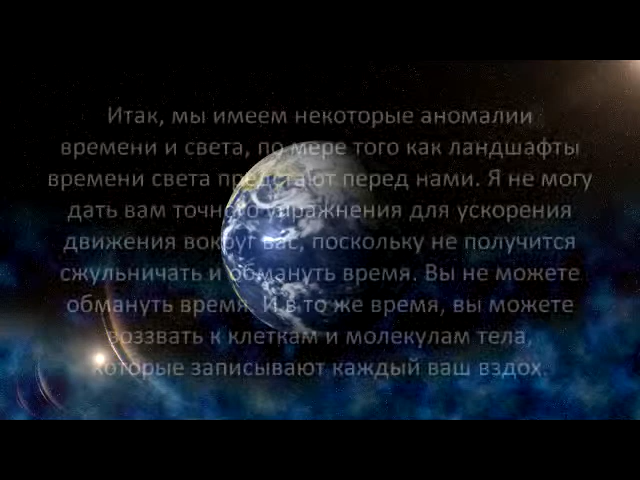 Итак, мы имеем некоторые аномалии
времени и света, по мере того как ландшафты
времени света предстают перед нами. Я не могу
дать вам точного упражнения для ускорения
движения вокруг вас, поскольку не получится
сжульничать и обмануть время. Вы не можете
обмануть время. И в то же время, вы можете
воззвать к клеткам и молекулам тела,
которые записывают каждый ваш вздох.